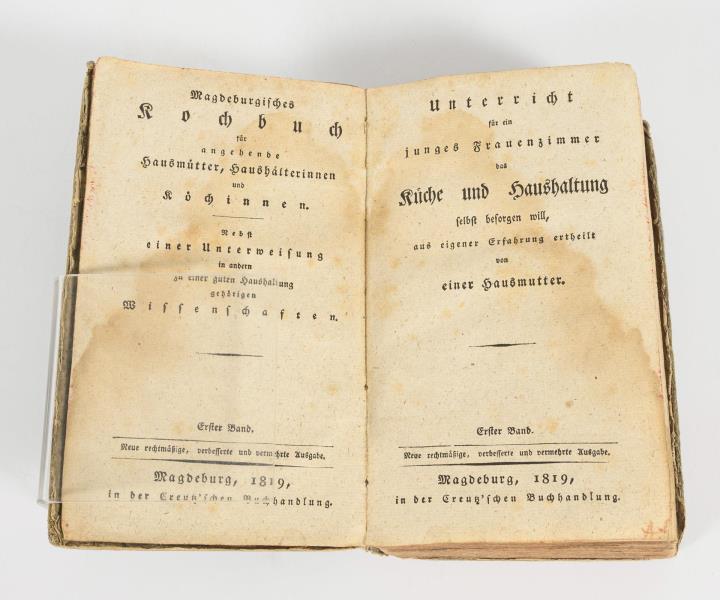 Magdeburgisches
Kochbuch
für
angehende
Hausmütter, Haushälterinnen
und
Köchinnen.
Nebst
einer Unterweisung
in andern
zu einer guten Haushaltung
gehörigen
Wissenschaften.
Erster Band.
Neue rechtmäßige, verbesserte und vermehrte Ausgabe.
Magdeburg, 1819,
in der Creutz'schen Buchhandlung.
Unterricht
für ein
junges Frauenzimmer
das
Küche und Haushaltung
selbst besorgen will,
aus eigener Erfahrung ertheilt
von
einer Hausmutter.
Erster Band.
Neue rechtmäßige, verbesserte und vermehrte Ausgabe.
Magdeburg, 1819,
in der Creutz'schen Buchhandlung.